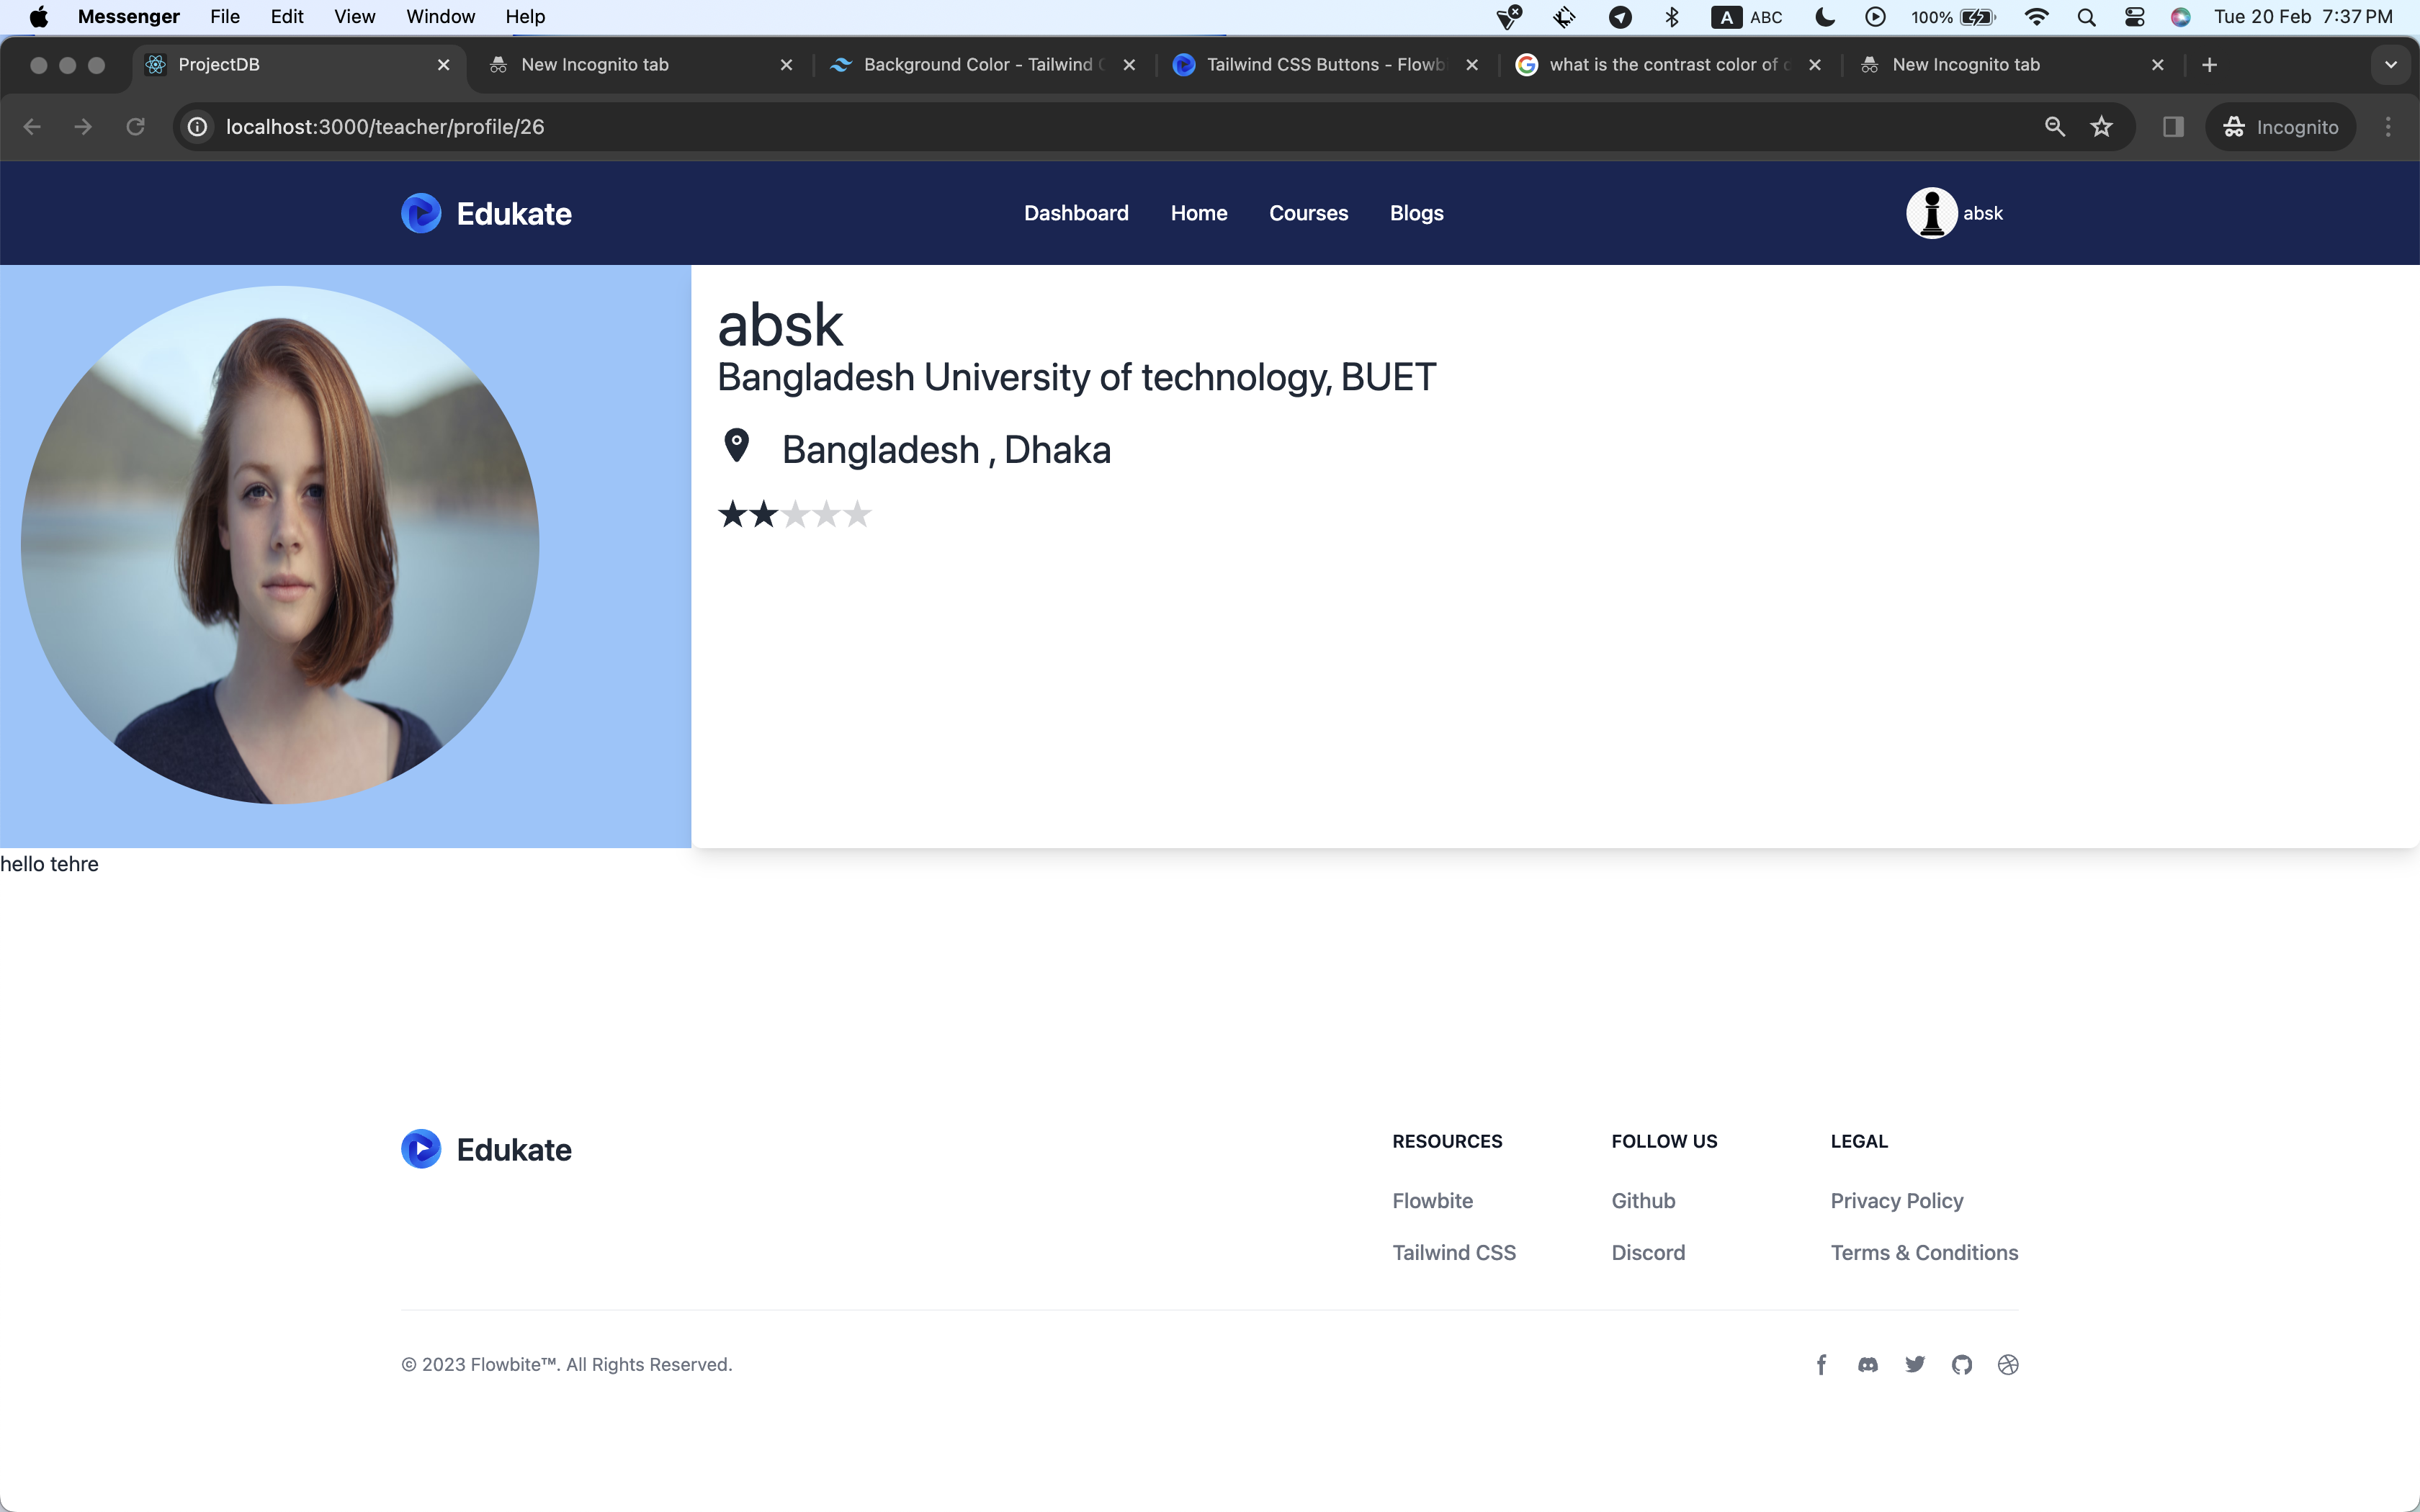 Messenger File Edit View Window Help A ABC 100% Tue 20 Feb 7:37 PM
ProjectDB New Incognito tab Background Color - Tailwind Tailwind CSS Buttons - Flowb what is the contrast color of New Incognito tab
localhost:3000/teacher/profile/26 Incognito
Edukate Dashboard Home Courses Blogs absk
absk
Bangladesh University of technology, BUET
Bangladesh , Dhaka
hello tehre
Edukate RESOURCES FOLLOW US LEGAL
Flowbite Github Privacy Policy
Tailwind CSS Discord Terms & Conditions
© 2023 Flowbite™. All Rights Reserved.